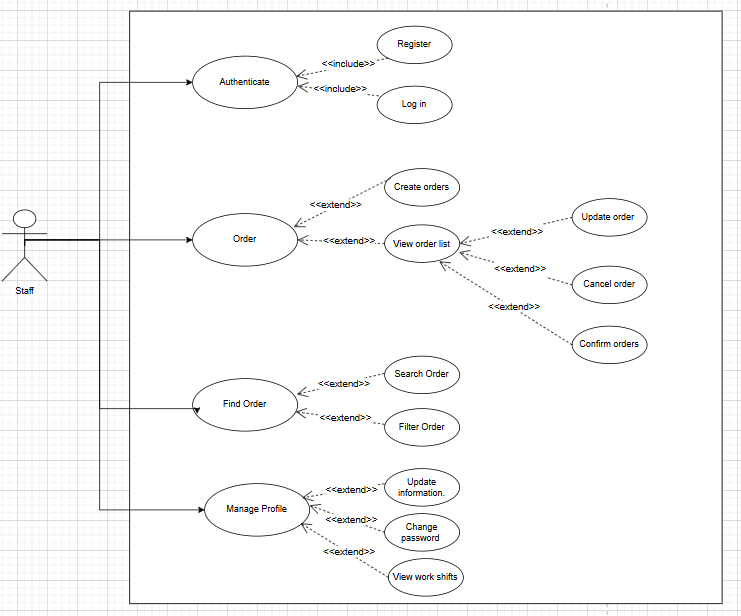 Register
<<include>>
Authenticate
<<include>>
Log in
Create orders
<<extend>>
Update order
<<extend>>
Order
<<extend>>
View order list
<<extend>>
Cancel order
<<extend>>
Confirm orders
Staff
Search Order
<<extend>>
Find Order
<<extend>>
Filter Order
Update
information.
<<extend>>
Manage Profile
<<extend>>
Change
password
<<extend>>
View work shifts